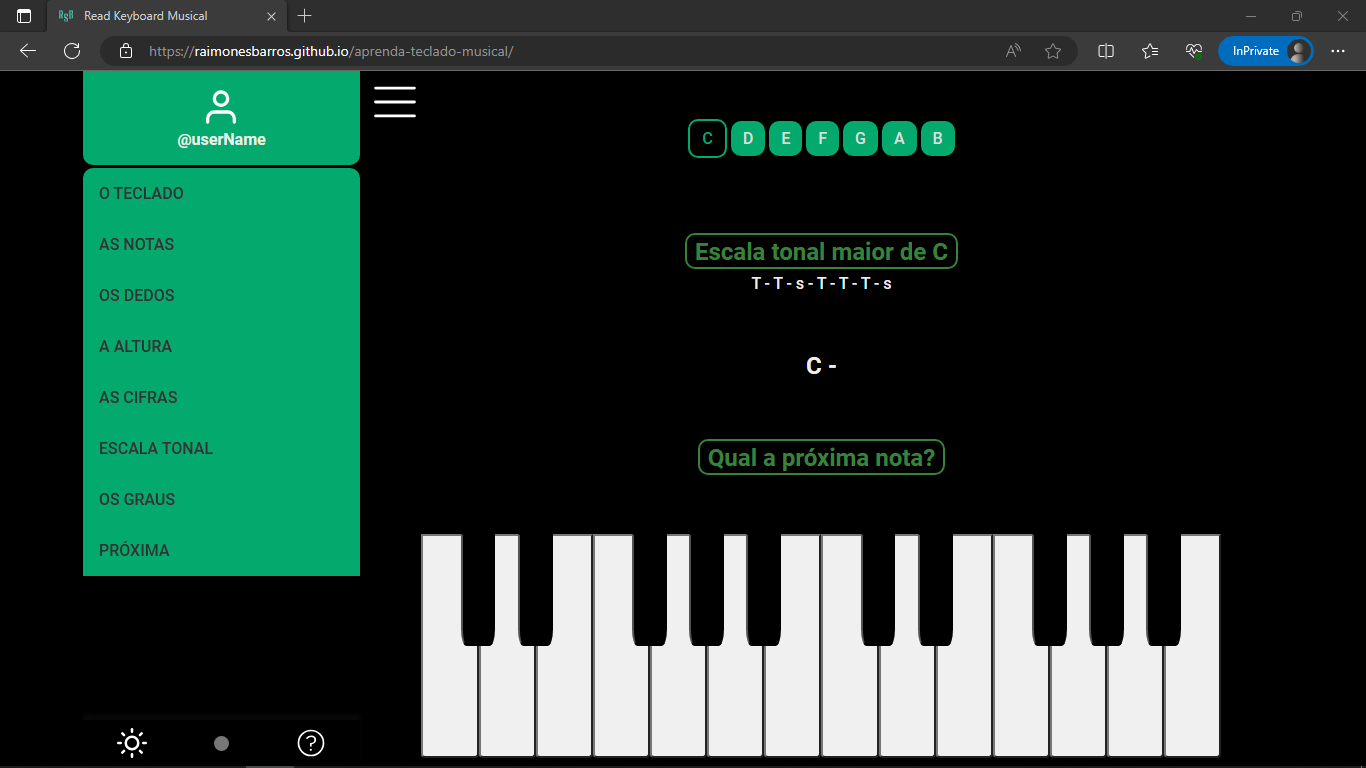 Read Keyboard Musical
https://raimonesbarros.github.io/aprenda-teclado-musical/
InPrivate
@userName
O TECLADO
AS NOTAS
OS DEDOS
A ALTURA
AS CIFRAS
ESCALA TONAL
OS GRAUS
PRÓXIMA
C D E F G A B
Escala tonal maior de C
T - T - s - T - T - T - s
C -
Qual a próxima nota?